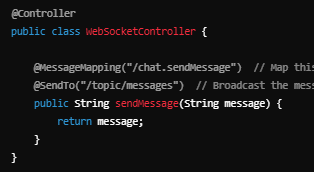 @Controller
public class WebSocketController {
@MessageMapping("/chat.sendMessage") // Map this
@SendTo("/topic/messages") // Broadcast the mes
public String sendMessage(String message) {
return message;
}
}